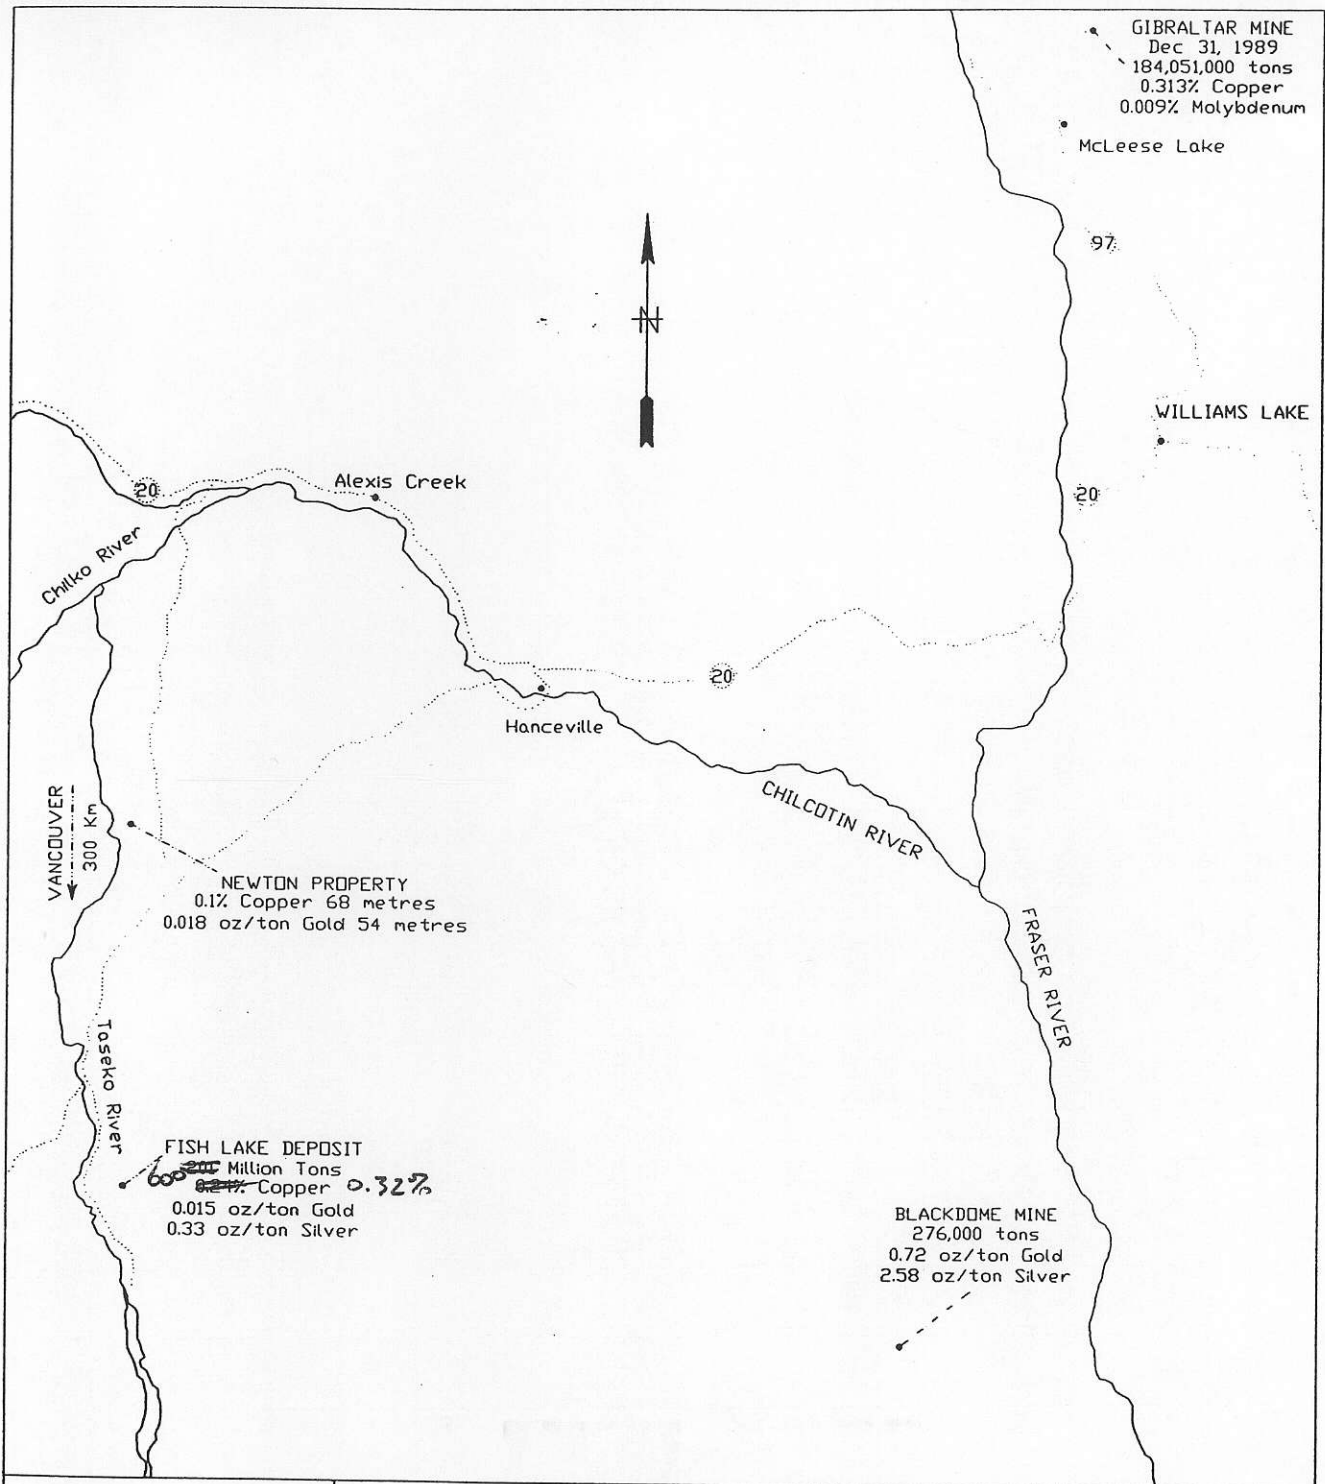 GIBRALTAR MINE
Dec 31, 1989
184,051,000 tons
0.313% Copper
0.009% Molybdenum
McLeese Lake
97
N
WILLIAMS LAKE
20
Alexis Creek
20
Chilko River
20
Hanceville
CHILCOTIN RIVER
VANCOUVER
300 Km
NEWTON PROPERTY
0.1% Copper 68 metres
0.018 oz/ton Gold 54 metres
FRASER RIVER
Taseko River
FISH LAKE DEPOSIT
600 Million Tons
Copper 0.32%
0.015 oz/ton Gold
0.33 oz/ton Silver
BLACKDOME MINE
276,000 tons
0.72 oz/ton Gold
2.58 oz/ton Silver